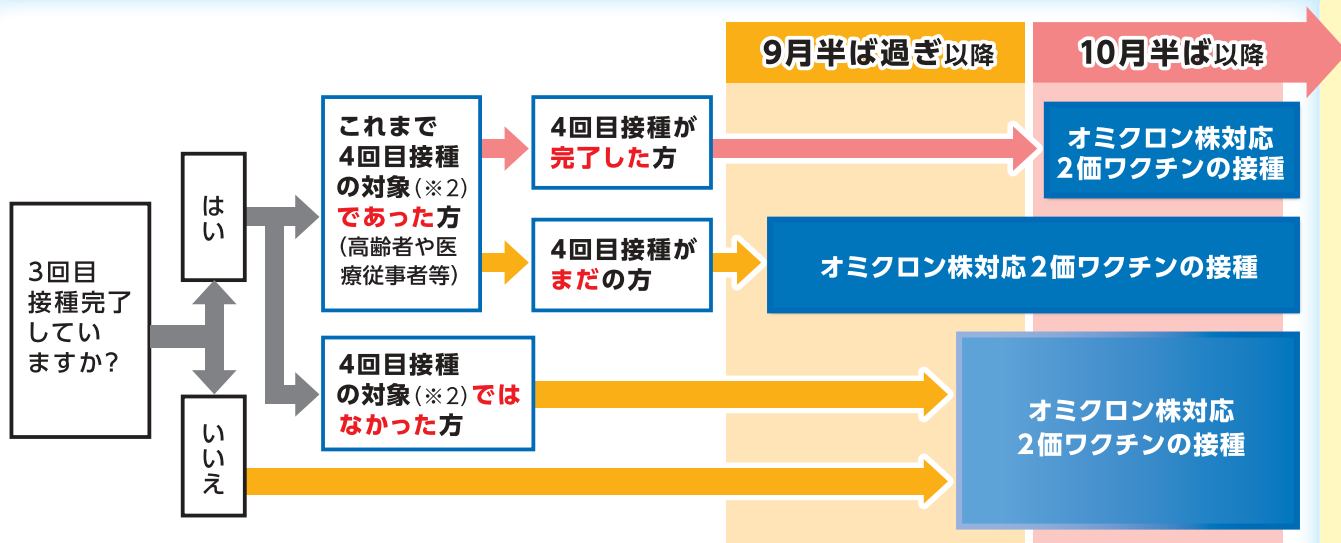 9月半ば過ぎ以降
10月半ば以降
3回目
接種完了
してい
ますか?
はい
いいえ
これまで
4回目接種
の対象(※2)
であった方
(高齢者や医
療従事者等)
4回目接種が
完了した方
オミクロン株対応
2価ワクチンの接種
4回目接種が
まだの方
オミクロン株対応2価ワクチンの接種
4回目接種
の対象(※2)では
なかった方
オミクロン株対応
2価ワクチンの接種